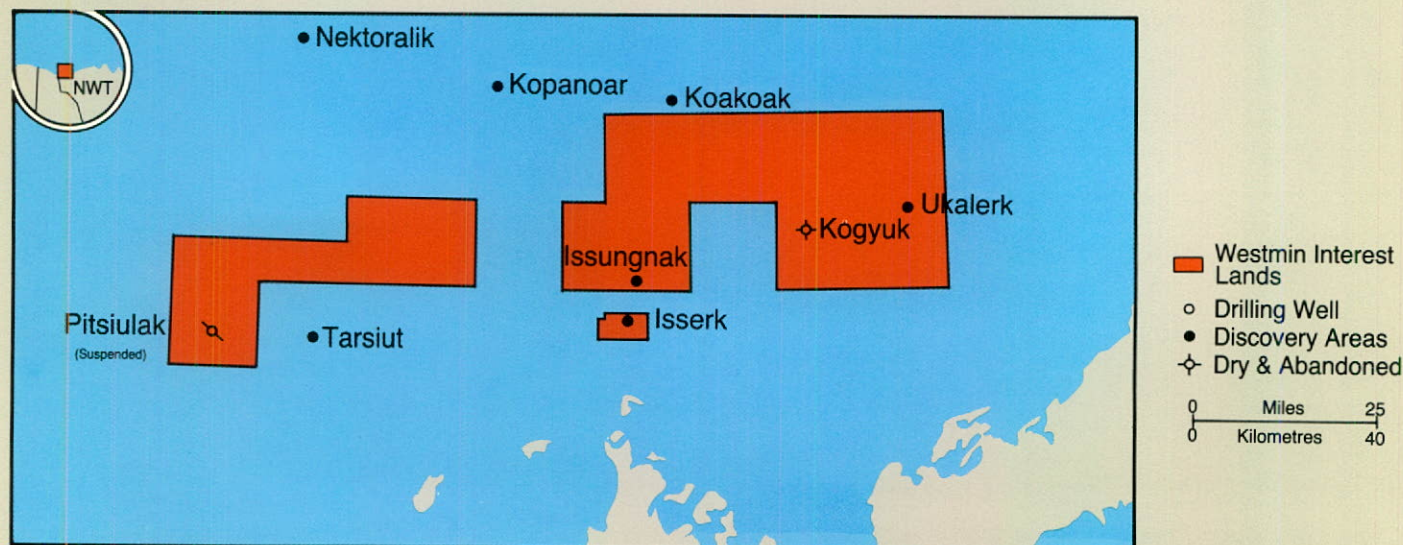 Nektoralik
NWT
Kopanoar
Koakoak
Ukalerk
Kogyuk
Issungnak
Pitsiulak
(Suspended)
Tarsiut
Isserk
Westmin Interest
Lands
Drilling Well
Discovery Areas
Dry & Abandoned
0 Miles 25
0 Kilometres 40